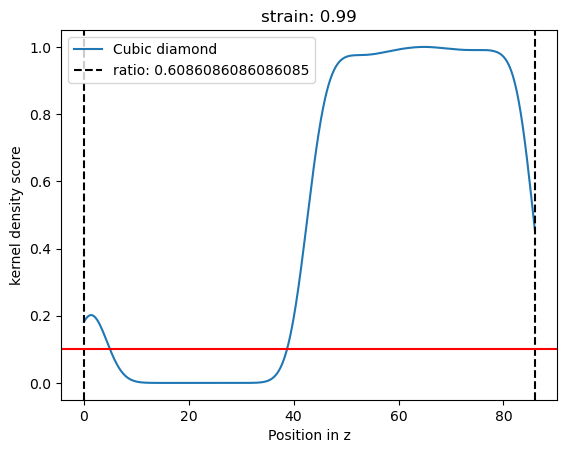 strain: 0.99
Cubic diamond
ratio: 0.6086086086086085
1.0
0.8
0.6
0.4
0.2
0.0
kernel density score
0
20
40
60
80
Position in z